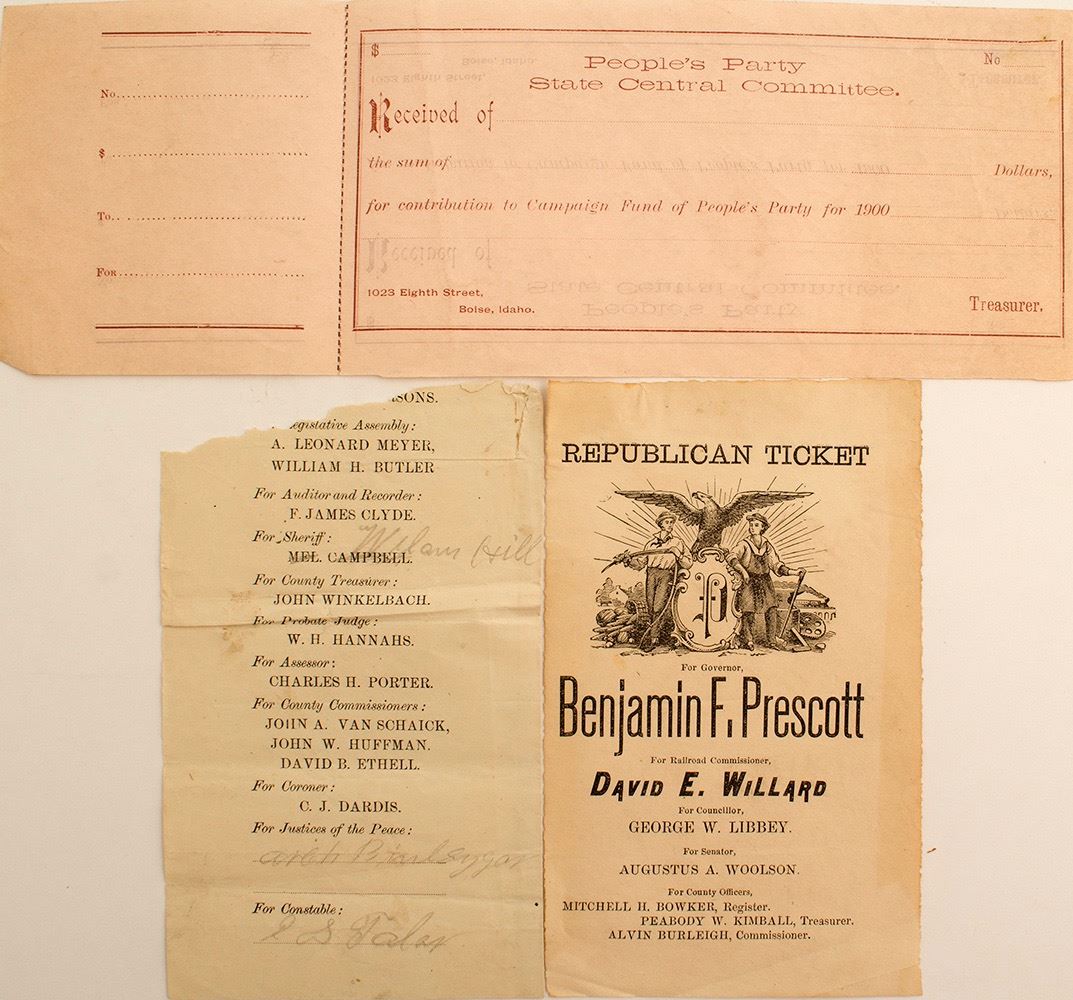 No
$
To
For
$
No
People's Party
State Central Committee.
Received of
the sum of
Dollars,
for contribution to Campaign Fund of People's Party for 1900
1023 Eighth Street,
Boise, Idaho.
Treasurer.
A. LEONARD MEYER,
WILLIAM H. BUTLER
For Auditor and Recorder:
F. JAMES CLYDE.
For Sheriff:
Hill
MEL. CAMPBELL.
For County Treasurer:
JOHN WINKELBACH.
For Probate Judge:
W. H. HANNAHS.
For Assessor:
CHARLES H. PORTER.
For County Commissioners:
JOHN A. VAN SCHAICK,
JOHN W. HUFFMAN.
DAVID B. ETHELL.
For Coroner:
C. J. DARDIS.
For Justices of the Peace:
For Constable:
REPUBLICAN TICKET
P
For Governor,
Benjamin F. Prescott
For Railroad Commissioner,
DAVID E. WILLARD
For Councillor,
GEORGE W. LIBBEY.
For Senator,
AUGUSTUS A. WOOLSON.
For County Officers,
MITCHELL H. BOWKER, Register.
PEABODY W. KIMBALL, Treasurer.
ALVIN BURLEIGH, Commissioner.